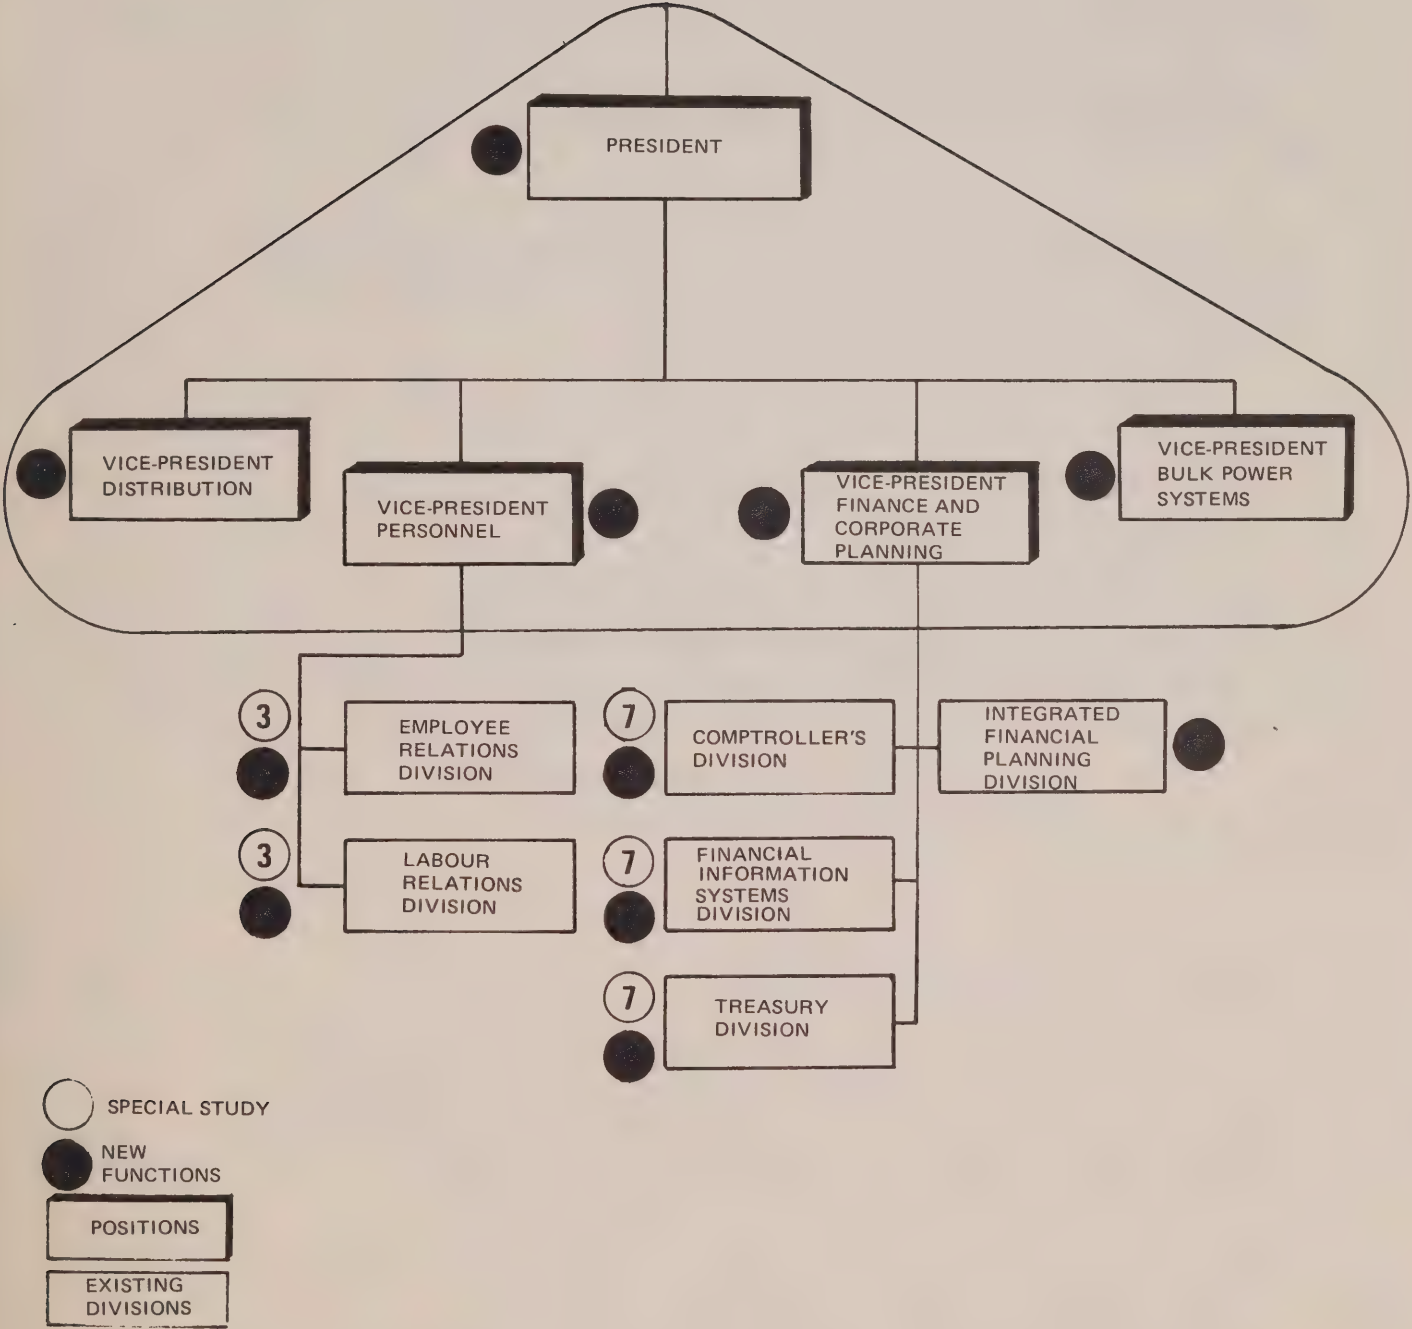 PRESIDENT
VICE-PRESIDENT
DISTRIBUTION
VICE-PRESIDENT
PERSONNEL
VICE-PRESIDENT
FINANCE AND
CORPORATE
PLANNING
VICE-PRESIDENT
BULK POWER
SYSTEMS
3
EMPLOYEE
RELATIONS
DIVISION
3
LABOUR
RELATIONS
DIVISION
7
COMPTROLLER'S
DIVISION
INTEGRATED
FINANCIAL
PLANNING
DIVISION
7
FINANCIAL
INFORMATION
SYSTEMS
DIVISION
7
TREASURY
DIVISION
SPECIAL STUDY
NEW
FUNCTIONS
POSITIONS
EXISTING
DIVISIONS